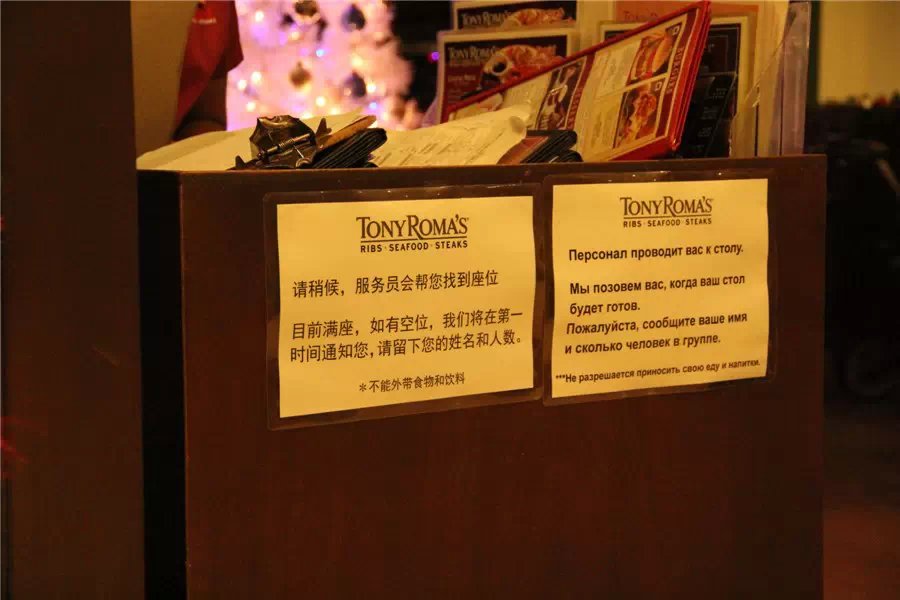 TONY ROMA'S
TONY ROMA'S
TONY ROMA'S
RIBS · SEAFOOD · STEAKS
请稍候，服务员会帮您找到座位
目前满座，如有空位，我们将在第一
时间通知您,请留下您的姓名和人数。
＊不能外带食物和饮料
TONY ROMA'S
RIBS · SEAFOOD · STEAKS
Персонал проводит вас к столу.
Мы позовем вас, когда ваш стол
будет готов.
Пожалуйста, сообщите ваше имя
и сколько человек в группе.
***Не разрешается приносить свою еду и напитки.